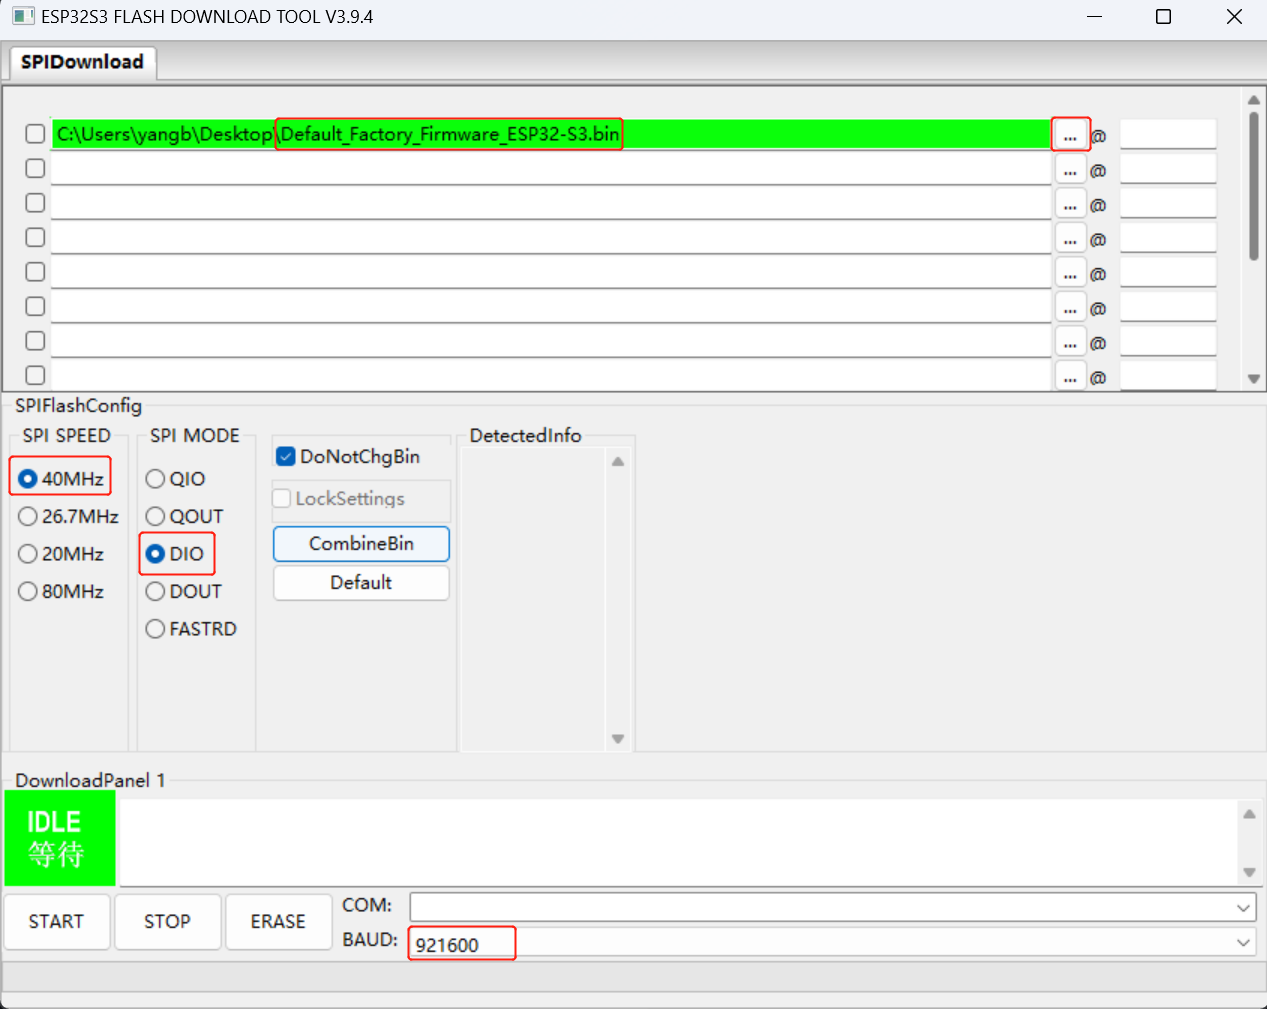 ESP32S3 FLASH DOWNLOAD TOOL V3.9.4
SPIDownload
C:\Users\yangb\Desktop\Default_Factory_Firmware_ESP32-S3.bin ... @
... @
... @
... @
... @
... @
... @
... @
SPIFlashConfig
SPI SPEED
40MHz
26.7MHz
20MHz
80MHz
SPI MODE
QIO
QOUT
DIO
DOUT
FASTRD
DoNotChgBin
LockSettings
CombineBin
Default
DetectedInfo
DownloadPanel 1
IDLE
等待
START STOP ERASE
COM:
BAUD: 921600